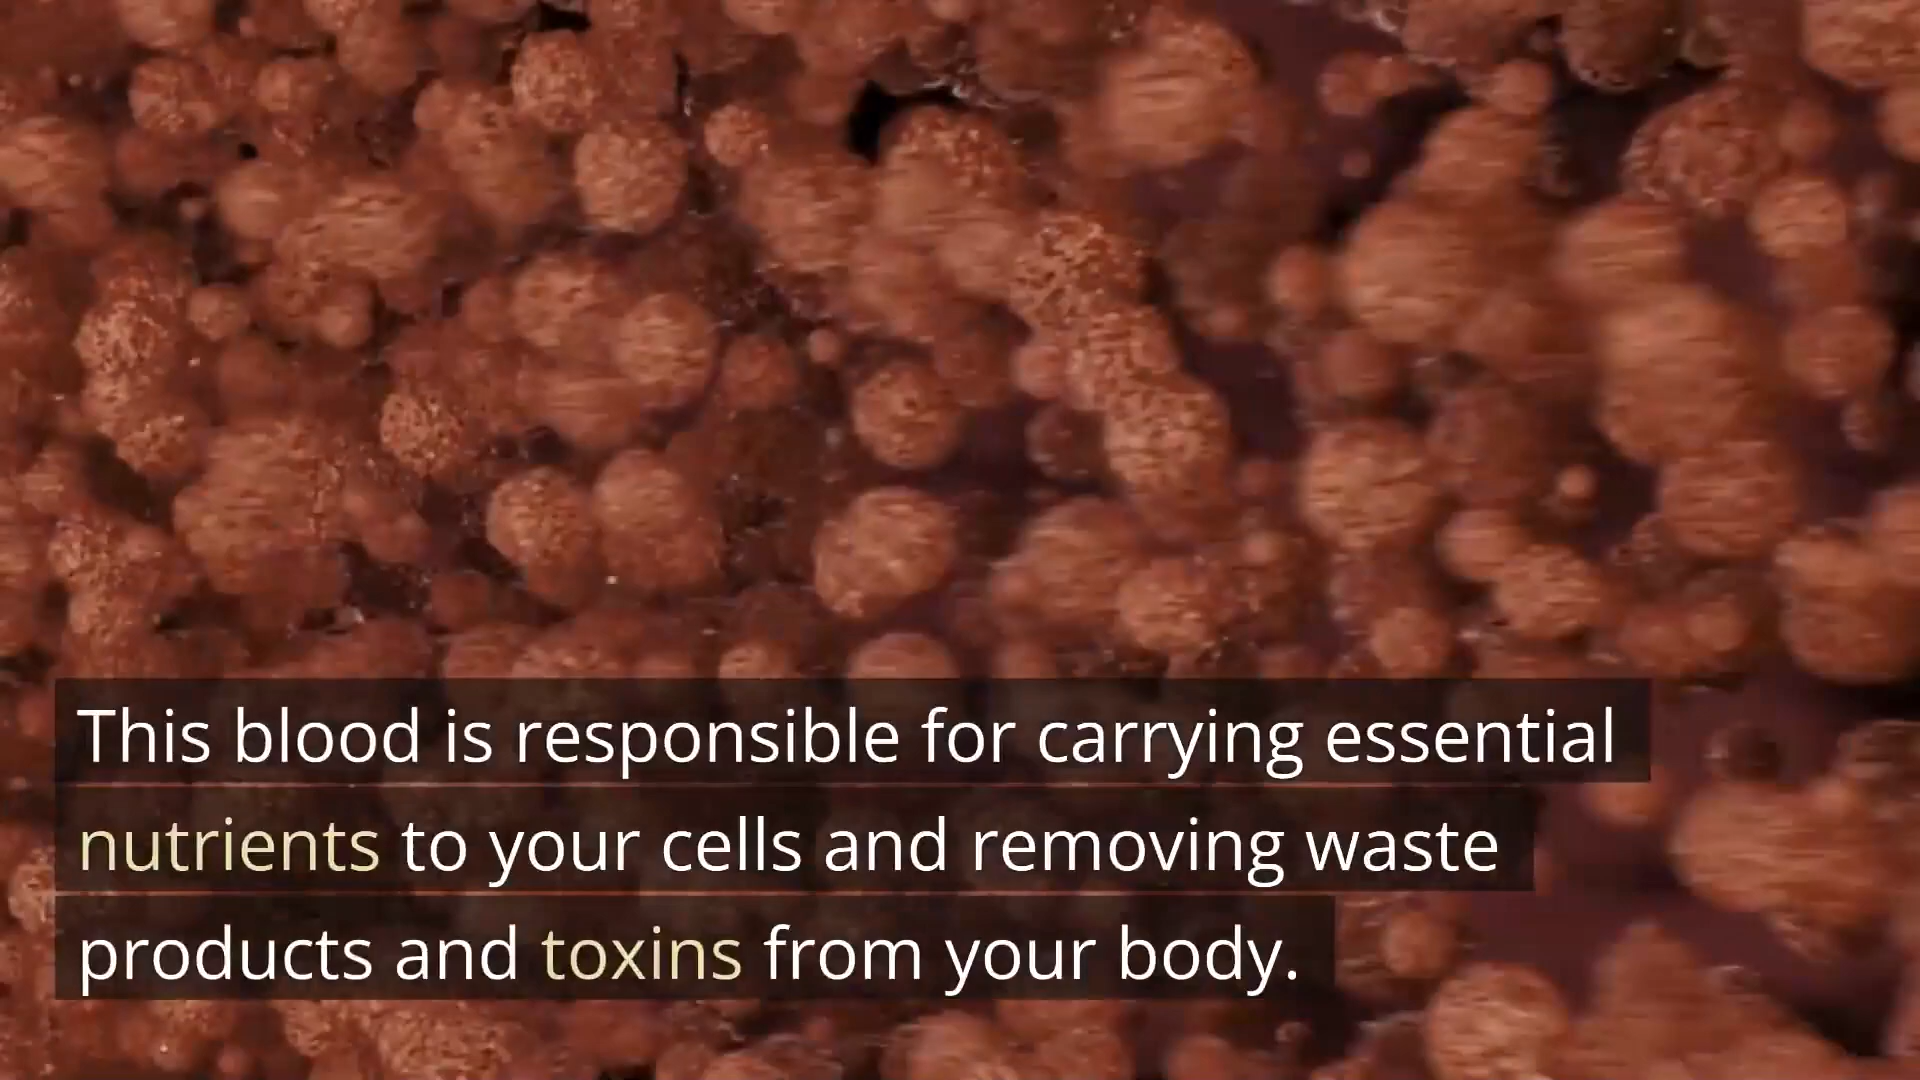 This blood is responsible for carrying essential
nutrients to your cells and removing waste
products and toxins from your body.